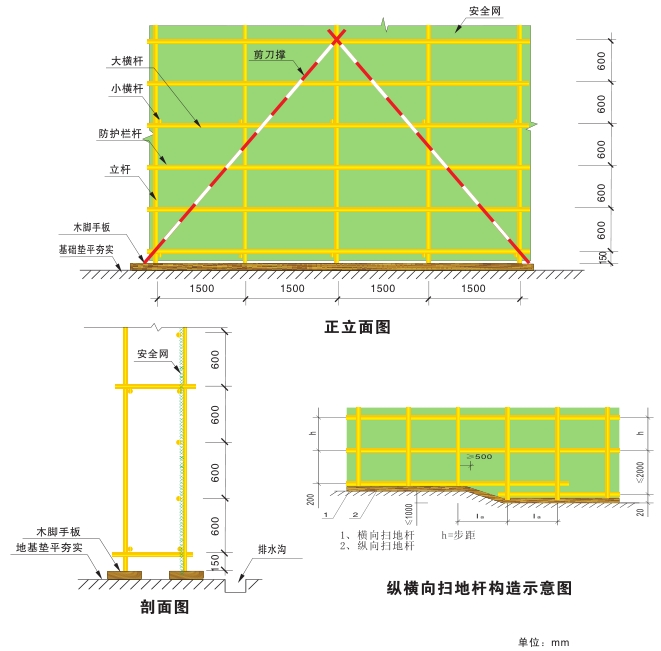 安全网
剪刀撑
大横杆
小横杆
防护栏杆
立杆
木脚手板
基础垫平夯实
600
600
600
600
600
150
1500
1500
1500
1500
正立面图
安全网
600
600
600
600
150
木脚手板
地基垫平夯实
排水沟
剖面图
h
200
≥500
h
≤2000
20
1
2
≤1000
1、横向扫地杆 h=步距
2、纵向扫地杆
纵横向扫地杆构造示意图
单位：mm